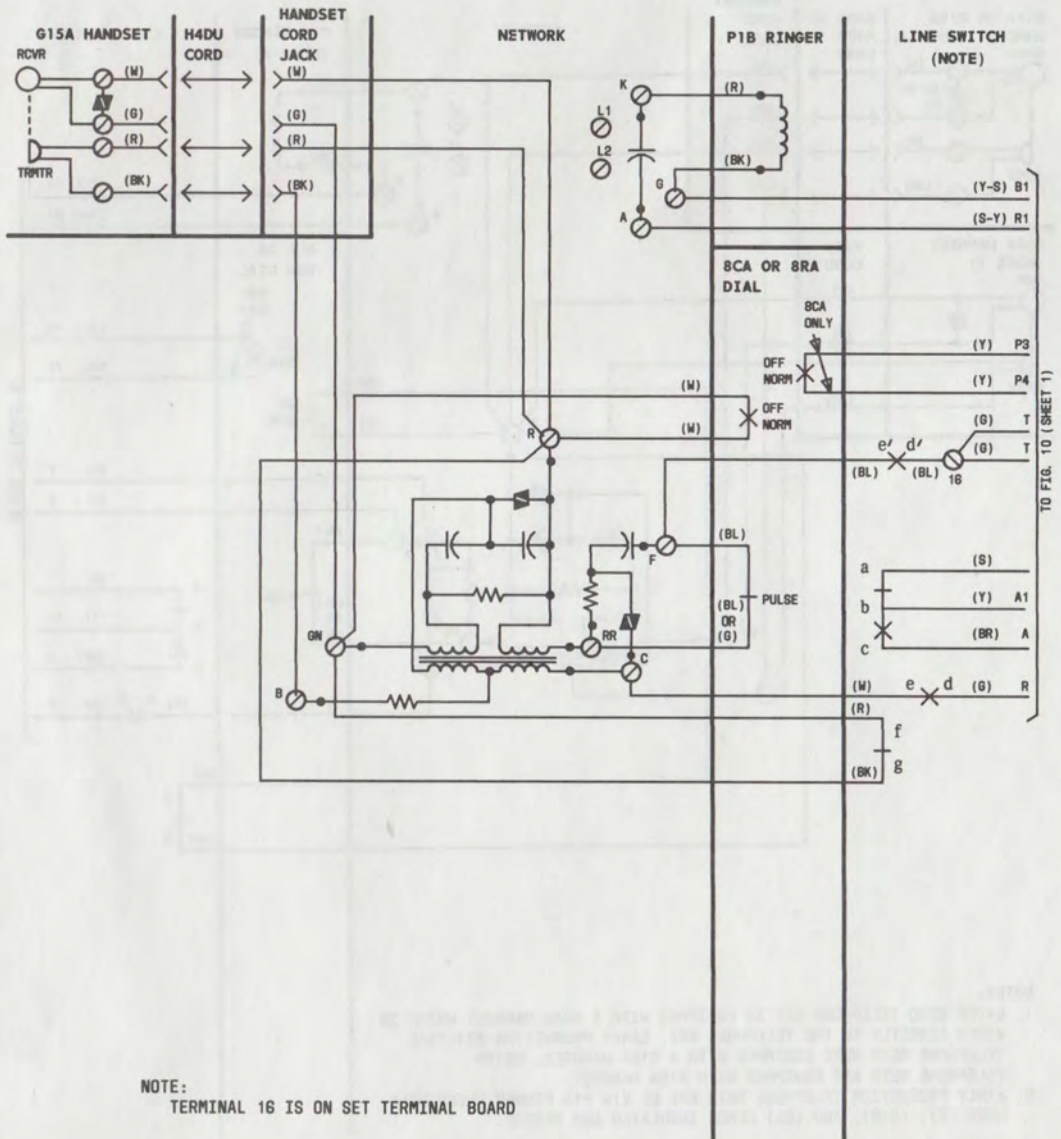 G15A HANDSET
H4DU CORD
HANDSET CORD JACK
NETWORK
P1B RINGER
LINE SWITCH (NOTE)
RCVR
(W)
(G)
(R)
TRMTR
(BK)
(W)
(G)
(R)
(BK)
L1
L2
K
G
A
(R)
(BK)
(Y-S) B1
(S-Y) R1
8CA OR 8RA DIAL
8CA ONLY
OFF NORM
(Y) P3
(Y) P4
(W)
(W)
OFF NORM
(G) T
(G) T
e' d'
(BL)
(BL)
16
TO FIG. 10 (SHEET 1)
R
F
(BL)
PULSE
(BL) OR (G)
GN
RR
C
B
a
b
c
(S)
(Y) A1
(BR) A
(W) e d (G) R
(R)
f
g
(BK)
NOTE:
TERMINAL 16 IS ON SET TERMINAL BOARD